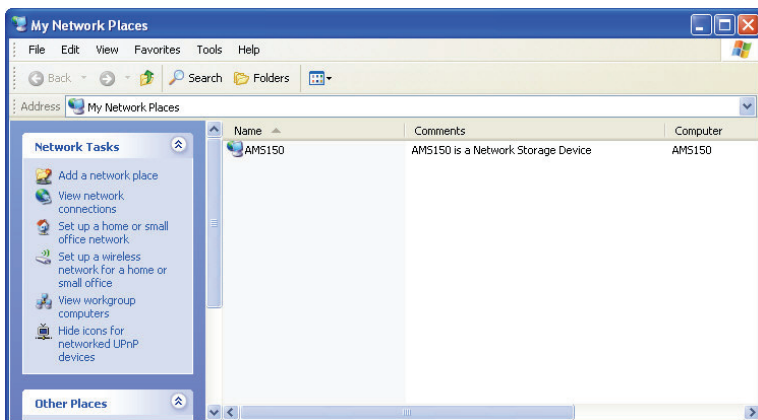 My Network Places
File Edit View Favorites Tools Help
Back Search Folders
Address My Network Places
Network Tasks
Add a network place
View network
connections
Set up a home or small
office network
Set up a wireless
network for a home or
small office
View workgroup
computers
Hide icons for
networked UPnP
devices
Other Places
Name Comments Computer
AMS150 AMS150 is a Network Storage Device AMS150